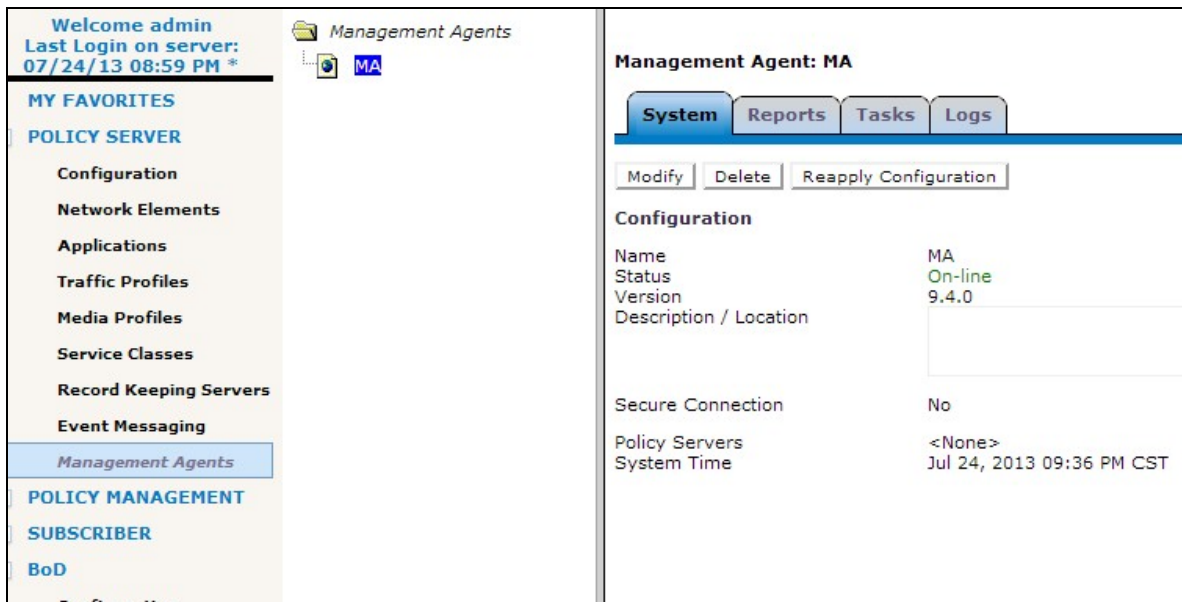 Welcome admin
Last Login on server:
07/24/13 08:59 PM *
MY FAVORITES
POLICY SERVER
Configuration
Network Elements
Applications
Traffic Profiles
Media Profiles
Service Classes
Record Keeping Servers
Event Messaging
Management Agents
POLICY MANAGEMENT
SUBSCRIBER
BoD
Management Agents
MA
Management Agent: MA
System Reports Tasks Logs
Modify Delete Reapply Configuration
Configuration
Name MA
Status On-line
Version 9.4.0
Description / Location
Secure Connection No
Policy Servers <None>
System Time Jul 24, 2013 09:36 PM CST